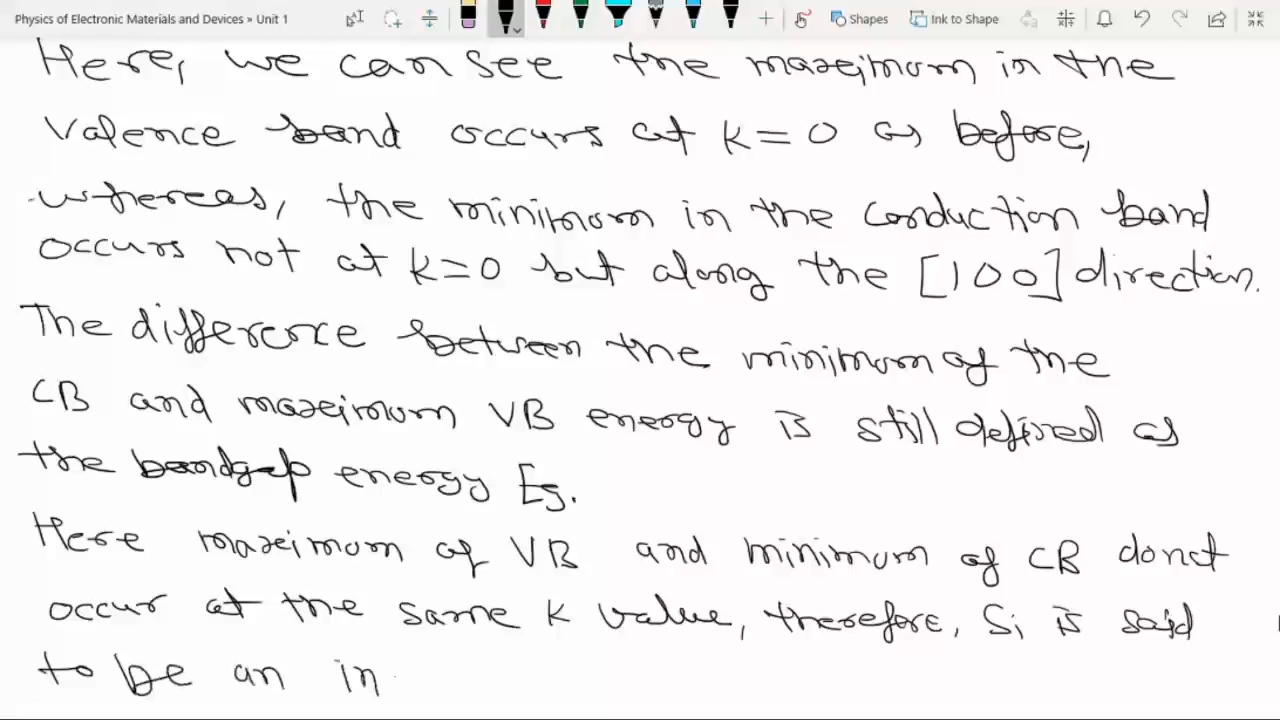 Physics of Electronic Materials and Devices » Unit 1
Shapes
Ink to Shape
Here, we can see the maximum in the
Valence band occurs at k=0 as before,
whereas, the minimum in the conduction band
occurs not at k=0 but along the [100] direction.
The difference between the minimum of the
CB and maximum VB energy is still defined as
the bandgap energy Eg.
Here maximum of VB and minimum of CB donot
occur at the same k value, therefore, Si is said
to be an in